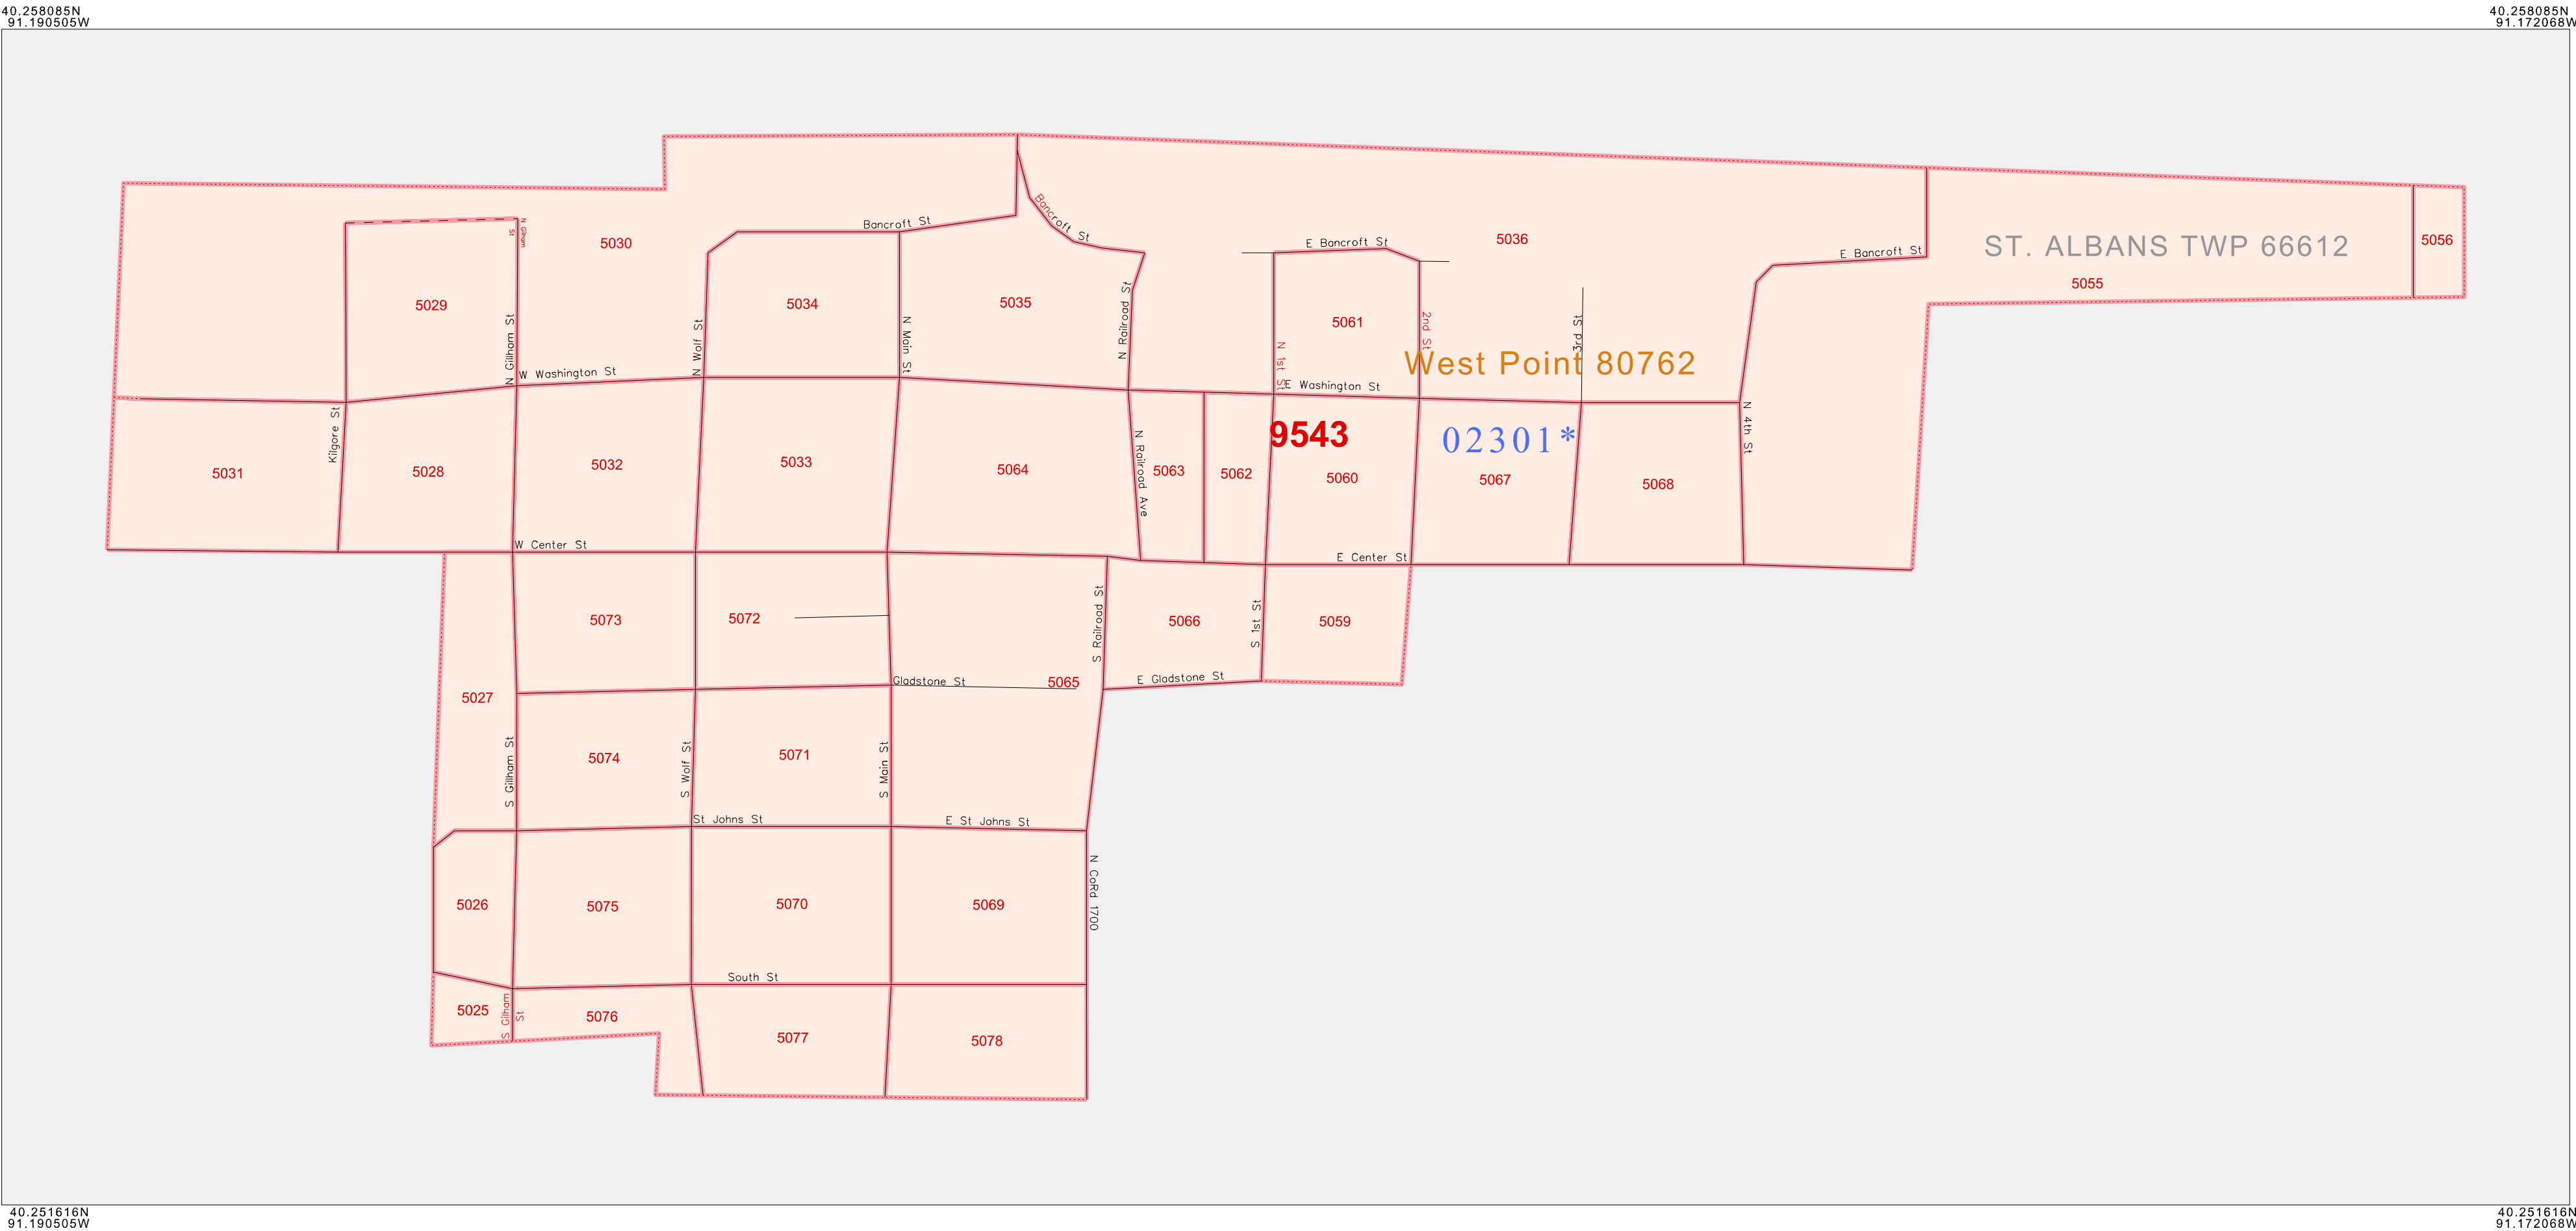 40.258085N
91.190505W
40.258085N
91.172068W
Bancroft St
Bancroft St
N Gilham St
5030
E Bancroft St
5036
E Bancroft St
ST. ALBANS TWP 66612
5056
5055
5029
5034
5035
N Railroad St
5061
2nd St
3rd St
N Gillham St
N Wolf St
N Main St
N 1st St
West Point 80762
W Washington St
E Washington St
Kilgore St
9543
02301*
N 4th St
N Railroad Ave
5031
5028
5032
5033
5064
5063
5062
5060
5067
5068
W Center St
E Center St
5073
5072
S Railroad St
5066
S 1st St
5059
Gladstone St
5065
E Gladstone St
5027
S Gillham St
5074
S Wolf St
5071
S Main St
St Johns St
E St Johns St
N CoRd 1700
5026
5075
5070
5069
South St
5025
S Gilham St
5076
5077
5078
40.251616N
91.190505W
40.251616N
91.172068W